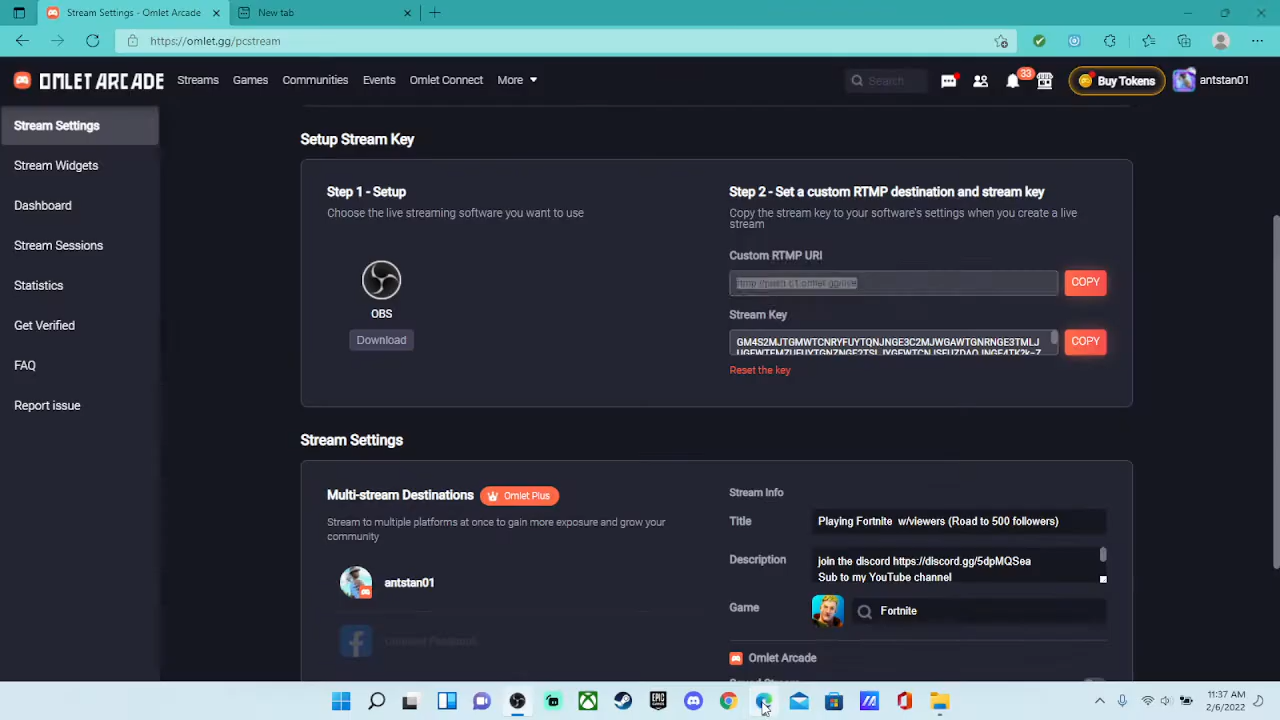 Stream Settings - Omlet Arcade
New tab
https://omlet.gg/pcstream
OMLET ARCADE
Streams
Games
Communities
Events
Omlet Connect
More
Search
33
Buy Tokens
antstan01
Stream Settings
Stream Widgets
Dashboard
Stream Sessions
Statistics
Get Verified
FAQ
Report issue
Setup Stream Key
Step 1 - Setup
Choose the live streaming software you want to use
OBS
Download
Step 2 - Set a custom RTMP destination and stream key
Copy the stream key to your software's settings when you create a live
stream
Custom RTMP URI
COPY
Stream Key
GM4S2MJTGMWTCNRYFUYTQNJNGE3C2MJWGAWTGNRNGE3TMLJ
COPY
Reset the key
Stream Settings
Multi-stream Destinations
Omlet Plus
Stream to multiple platforms at once to gain more exposure and grow your
community
antstan01
Stream Info
Title
Playing Fortnite w/viewers (Road to 500 followers)
Description
join the discord https://discord.gg/5dpMQSea
Sub to my YouTube channel
Game
Fortnite
Omlet Arcade
EPIC
GAMES
11:37 AM
2/6/2022